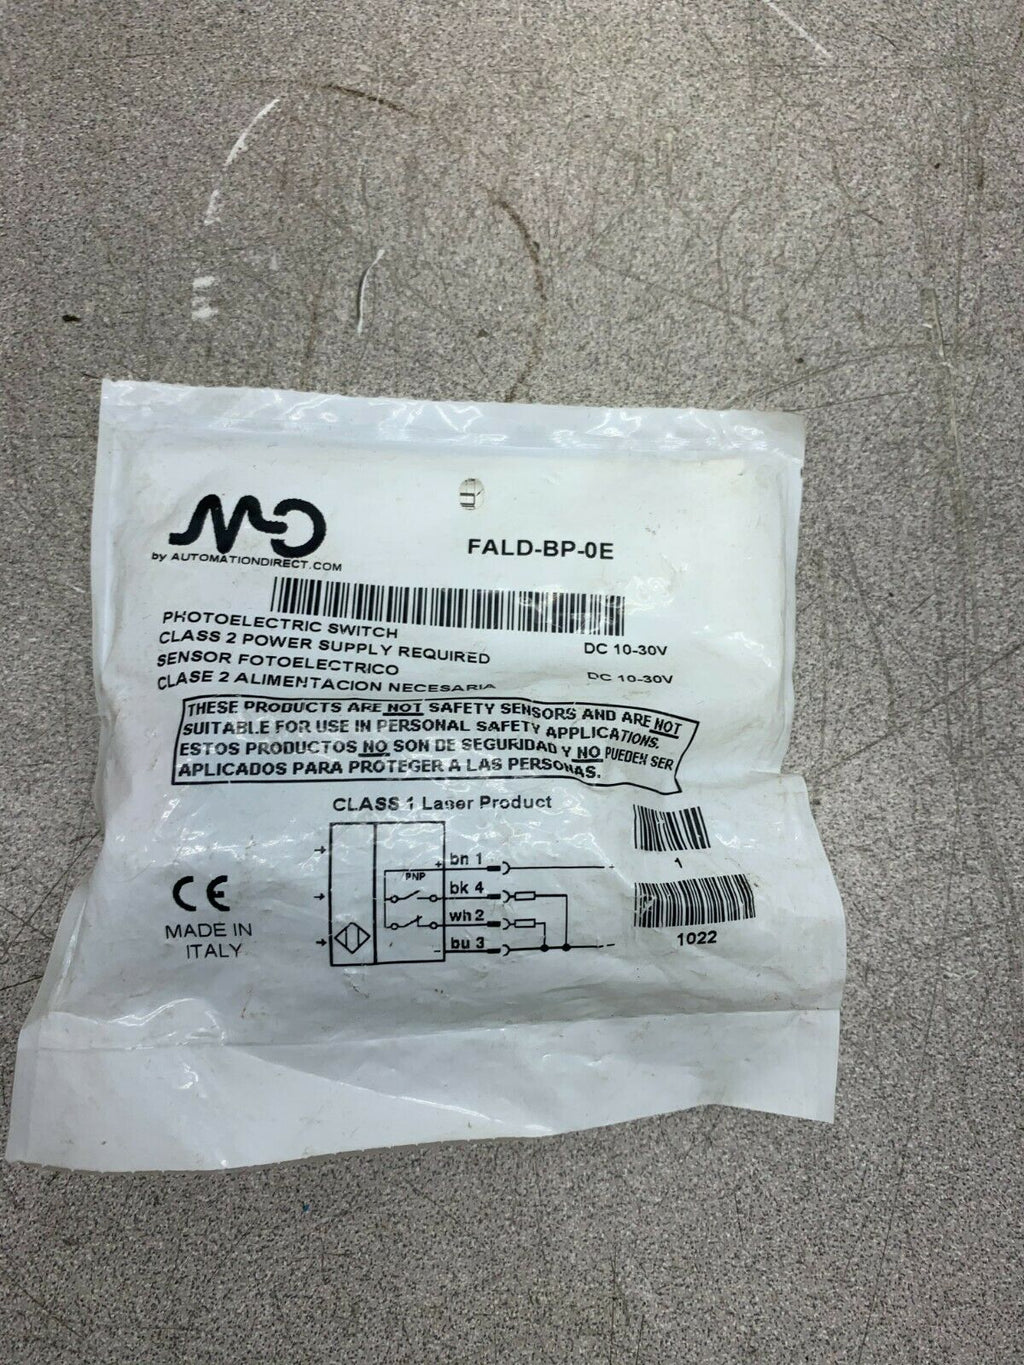 MD
by AUTOMATIONDIRECT.COM
FALD-BP-0E
PHOTOELECTRIC SWITCH
CLASS 2 POWER SUPPLY REQUIRED DC 10-30V
SENSOR FOTOELECTRICO
CLASE 2 ALIMENTACION NECESARIA DC 10-30V
THESE PRODUCTS ARE NOT SAFETY SENSORS AND ARE NOT
SUITABLE FOR USE IN PERSONAL SAFETY APPLICATIONS.
ESTOS PRODUCTOS NO SON DE SEGURIDAD Y NO PUEDEN SER
APLICADOS PARA PROTEGER A LAS PERSONAS.
CLASS 1 Laser Product
+ bn 1 +
PNP
bk 4
wh 2
- bu 3 -
CE
MADE IN
ITALY
1
1022